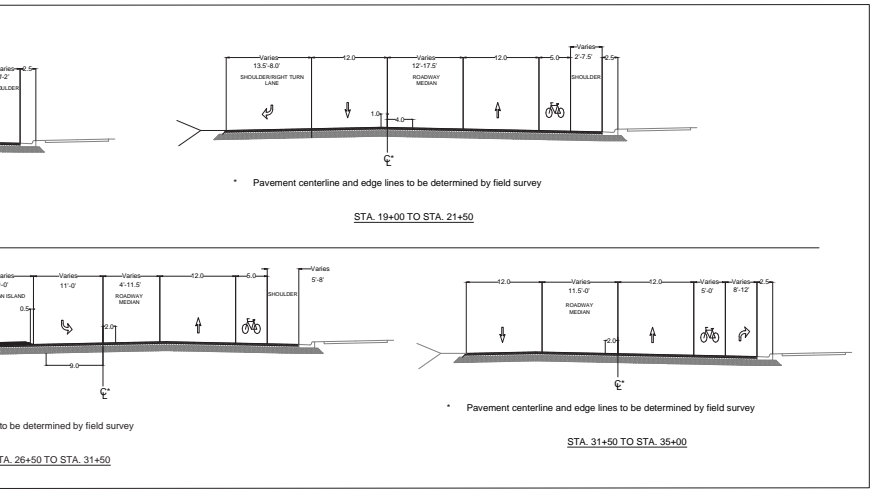 Varies
2.5
Varies
13.5'-8.0'
SHOULDER/RIGHT TURN
LANE
12.0
Varies
12'-17.5'
ROADWAY
MEDIAN
12.0
5.0
Varies
2'-7.5'
SHOULDER
2.5
1.0
4.0
℄*
* Pavement centerline and edge lines to be determined by field survey
STA. 19+00 TO STA. 21+50
Varies
11'-0'
Varies
4'-11.5'
ROADWAY
MEDIAN
12.0
5.0
SHOULDER
Varies
5'-8'
N ISLAND
0.5
2.0
9.0
℄*
to be determined by field survey
TA. 26+50 TO STA. 31+50
12.0
Varies
11.5'-0'
ROADWAY
MEDIAN
12.0
Varies
5'-0'
Varies
8'-12'
2.5
2.0
℄*
* Pavement centerline and edge lines to be determined by field survey
STA. 31+50 TO STA. 35+00